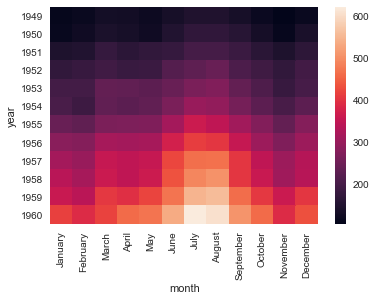 1949
1950
1951
1952
1953
1954
1955
1956
1957
1958
1959
1960
year
January
February
March
April
May
June
July
August
September
October
November
December
month
600
500
400
300
200